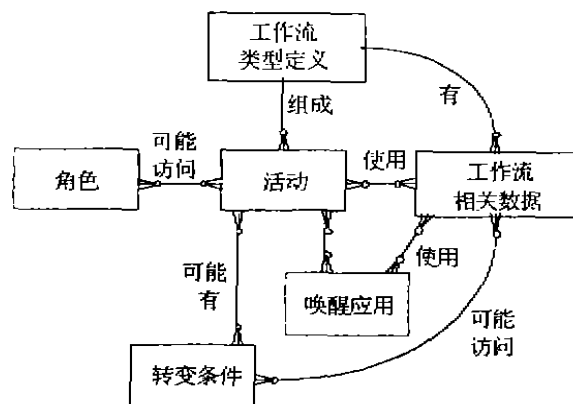 工作流
类型定义
组成
有
可能
访问
使用
角色
活动
工作流
相关数据
使用
可能
有
唤醒应用
可能
访问
转变条件